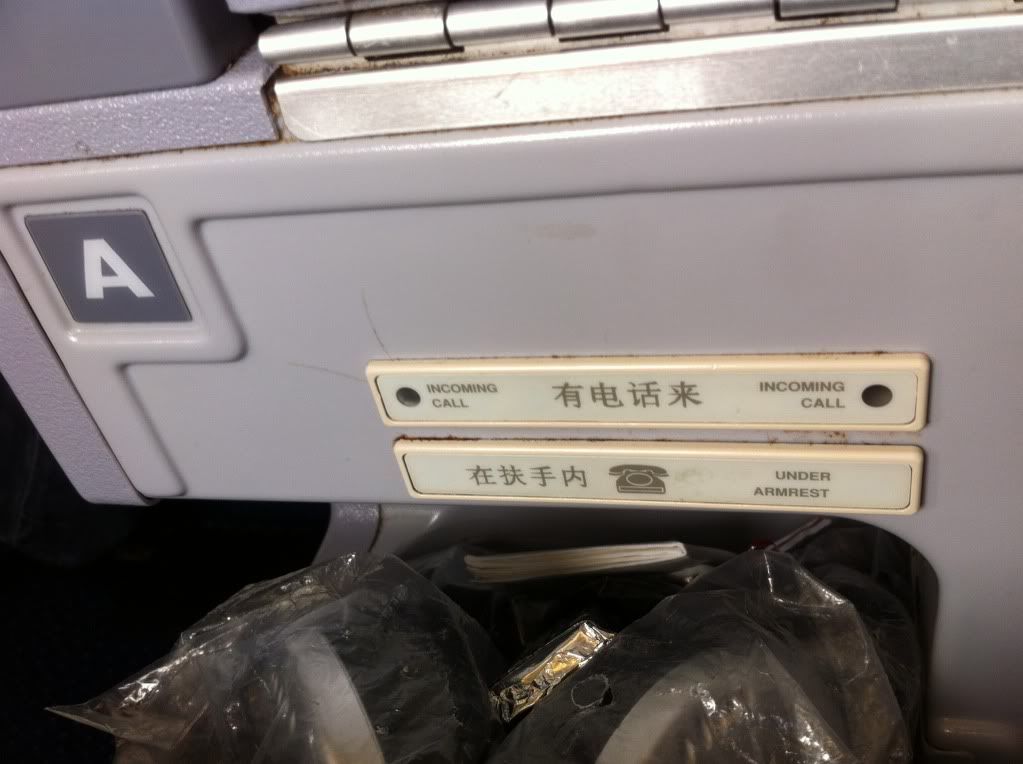 A
INCOMING CALL 有电话来 INCOMING CALL
在扶手内 UNDER ARMREST